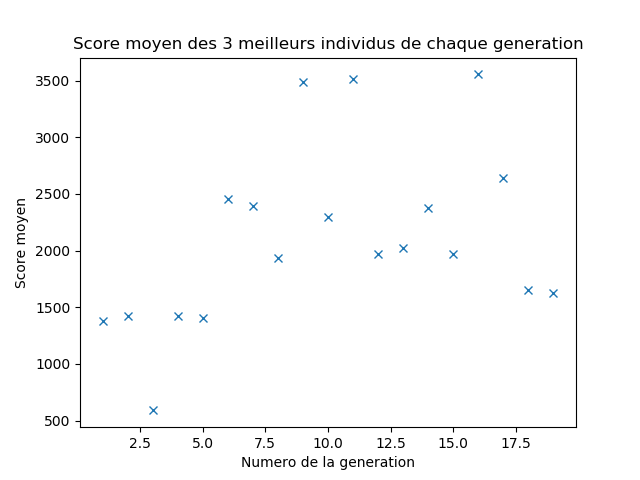 Score moyen des 3 meilleurs individus de chaque generation
3500
3000
2500
2000
1500
1000
500
Score moyen
2.5 5.0 7.5 10.0 12.5 15.0 17.5
Numero de la generation